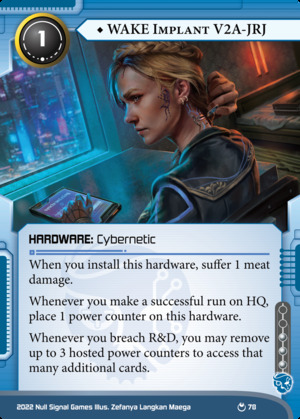 1
◆ WAKE Implant V2A-JRJ
HARDWARE: Cybernetic
When you install this hardware, suffer 1 meat
damage.
Whenever you make a successful run on HQ,
place 1 power counter on this hardware.
Whenever you breach R&D, you may remove
up to 3 hosted power counters to access that
many additional cards.
2022 Null Signal Games Illus. Zefanya Langkan Maega
70